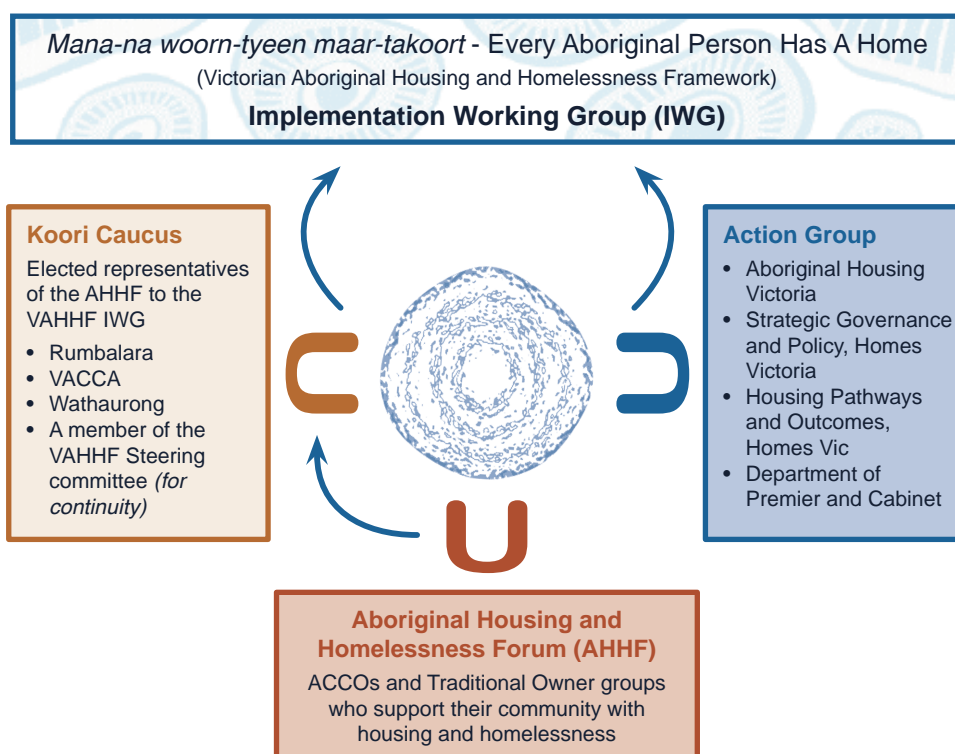 Mana-na woorn-tyeen maar-takoort - Every Aboriginal Person Has A Home
(Victorian Aboriginal Housing and Homelessness Framework)
Implementation Working Group (IWG)
Koori Caucus
Elected representatives
of the AHHF to the
VAHHF IWG
• Rumbalara
• VACCA
• Wathaurong
• A member of the
VAHHF Steering
committee (for
continuity)
Action Group
• Aboriginal Housing
Victoria
• Strategic Governance
and Policy, Homes
Victoria
• Housing Pathways
and Outcomes,
Homes Vic
• Department of
Premier and Cabinet
Aboriginal Housing and
Homelessness Forum (AHHF)
ACCOs and Traditional Owner groups
who support their community with
housing and homelessness